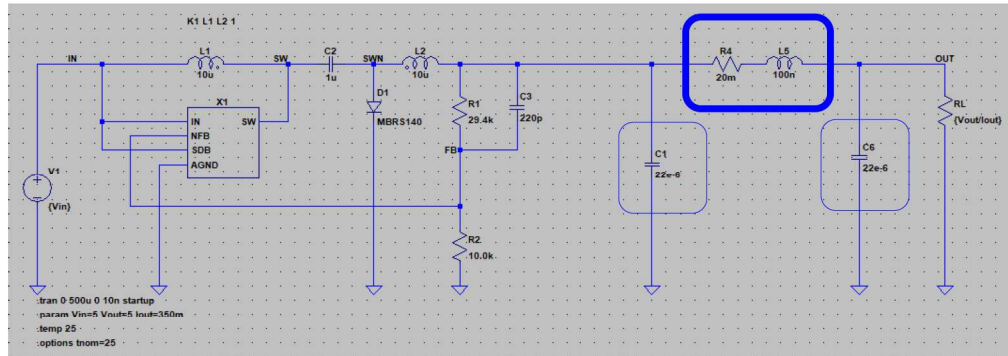 K1 L1 L2 1
IN
L1
10u
SW
C2
1u
SWN
L2
10u
R4
20m
L5
100n
OUT
X1
IN
SW
NFB
SDB
AGND
D1
MBRS140
R1
29.4k
C3
220p
RL
{Vout/Iout}
FB
C1
22e-6
C6
22e-6
V1
{Vin}
R2
10.0k
.tran 0 500u 0 10n startup
.param Vin=5 Vout=5 Iout=350m
.temp 25
.options tnom=25